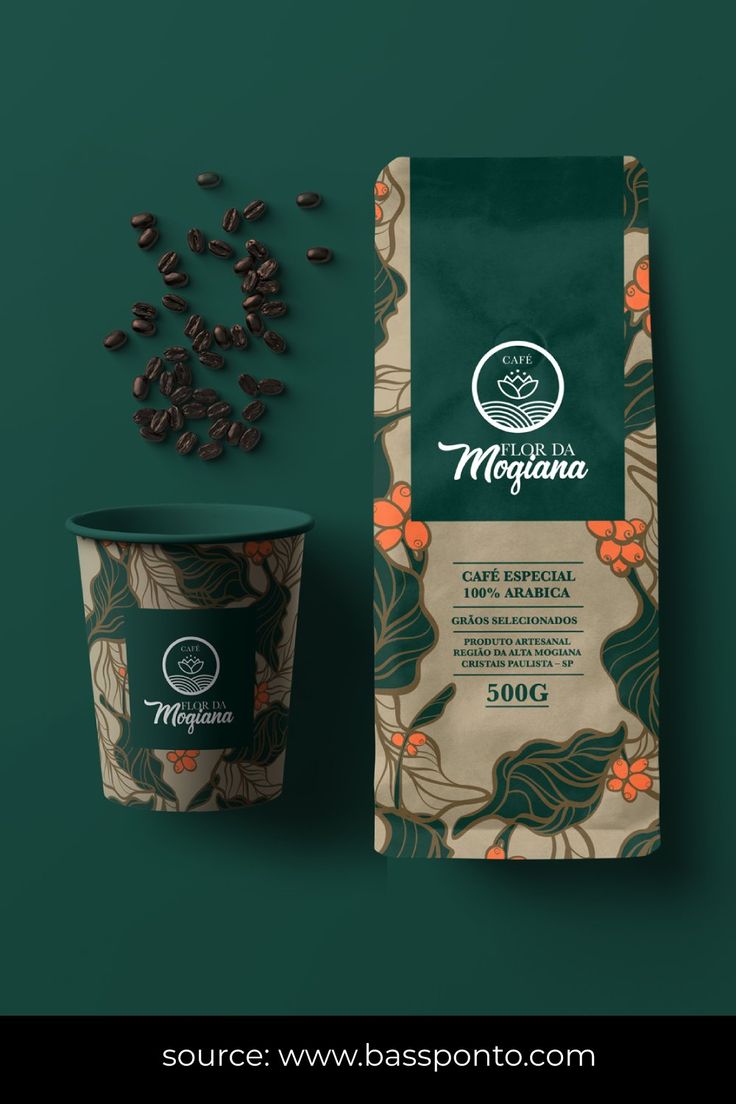 CAFÉ
FLOR DA
Mogiana
CAFÉ ESPECIAL
100% ARABICA
GRÃOS SELECIONADOS
PRODUTO ARTESANAL
REGIÃO DA ALTA MOGIANA
CRISTAIS PAULISTA – SP
500G
CAFÉ
FLOR DA
Mogiana
source: www.bassponto.com